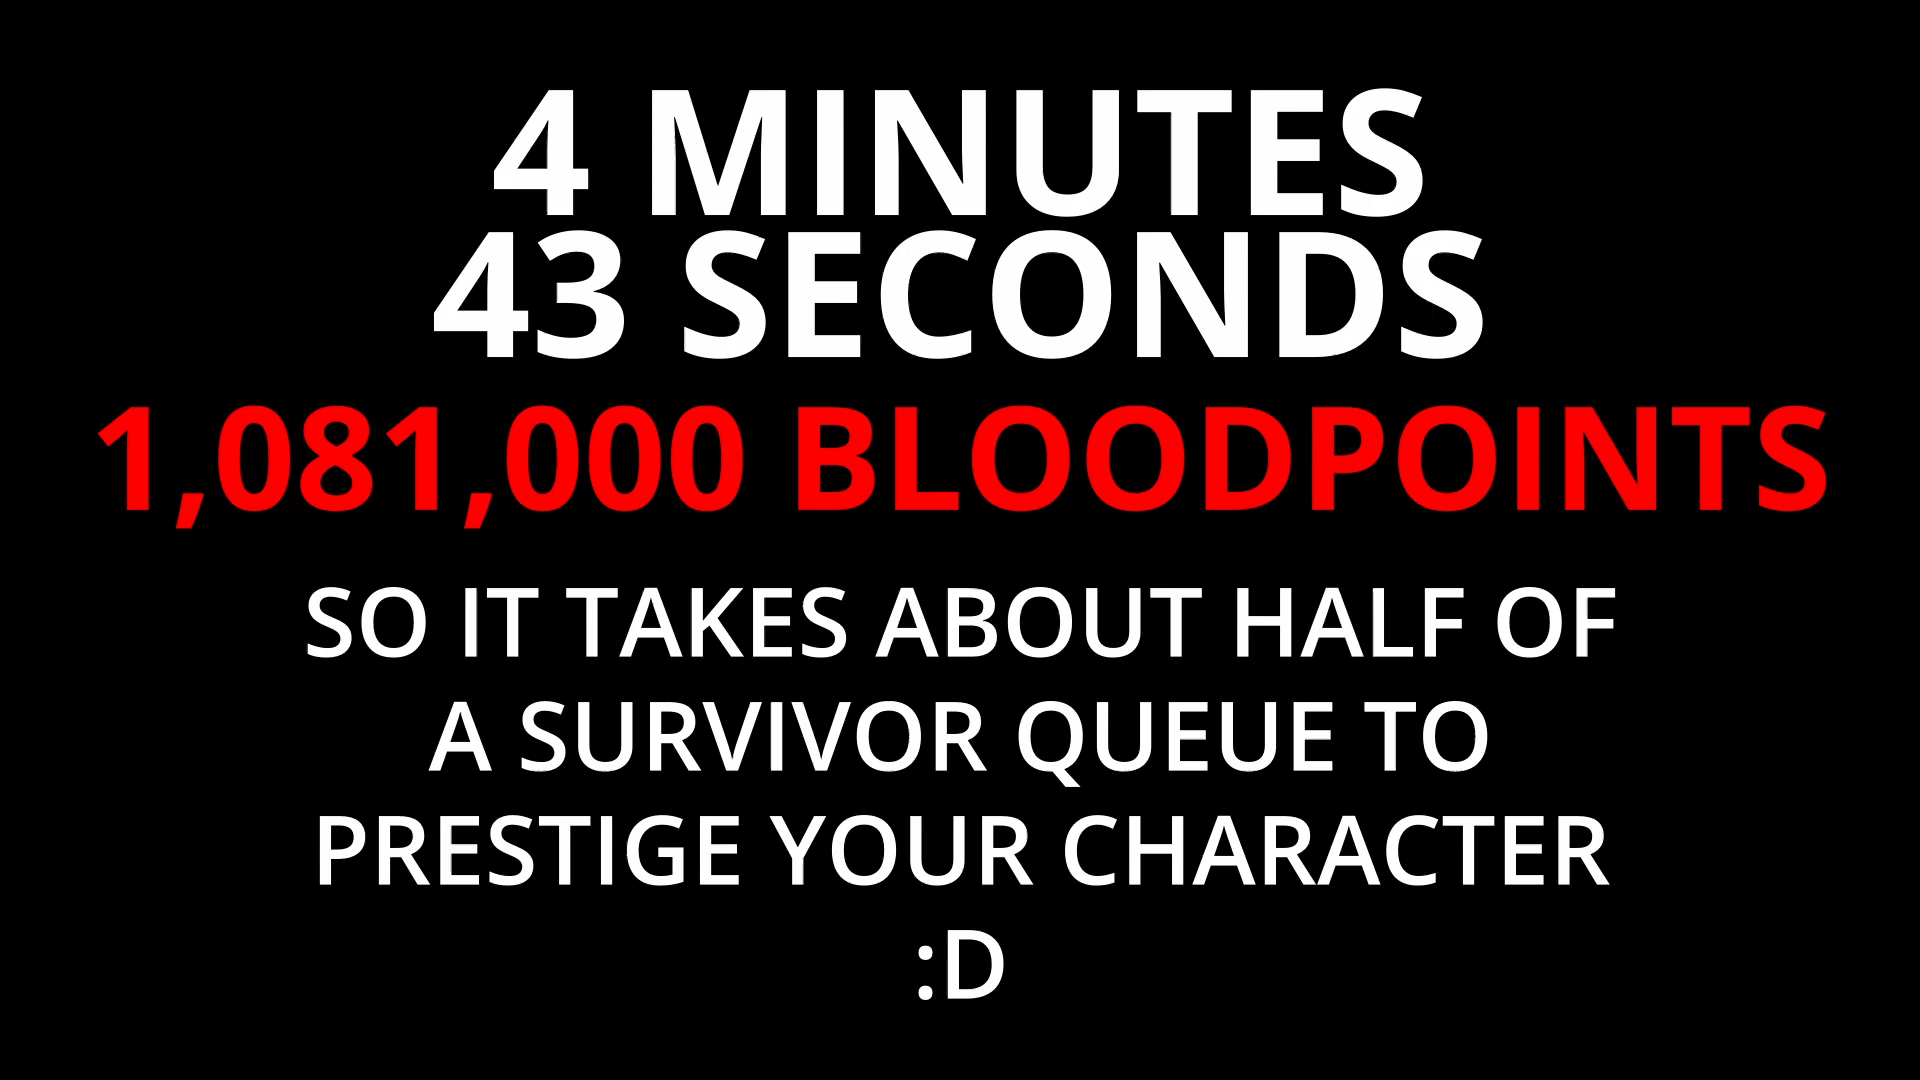 4 MINUTES
43 SECONDS
1,081,000 BLOODPOINTS
SO IT TAKES ABOUT HALF OF
A SURVIVOR QUEUE TO
PRESTIGE YOUR CHARACTER
:D